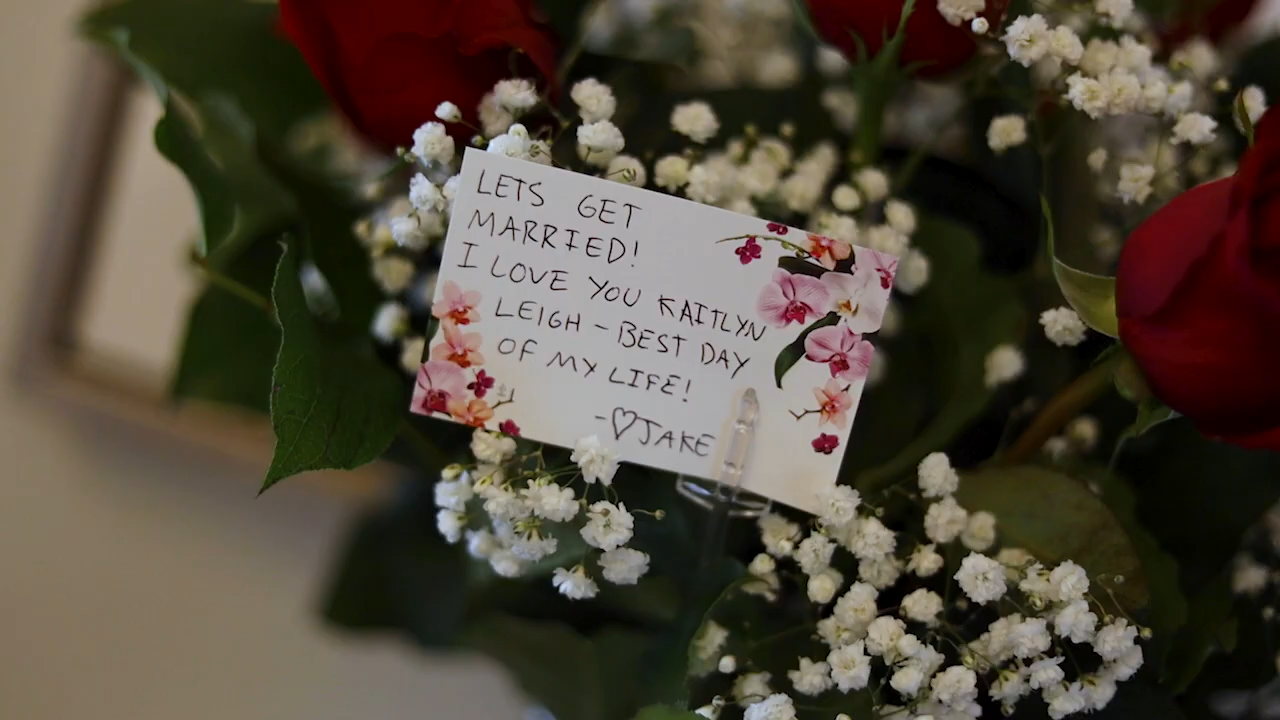 LETS GET
MARRIED!
I LOVE YOU KAITLYN
LEIGH - BEST DAY
OF MY LIFE!
-♡JAKE